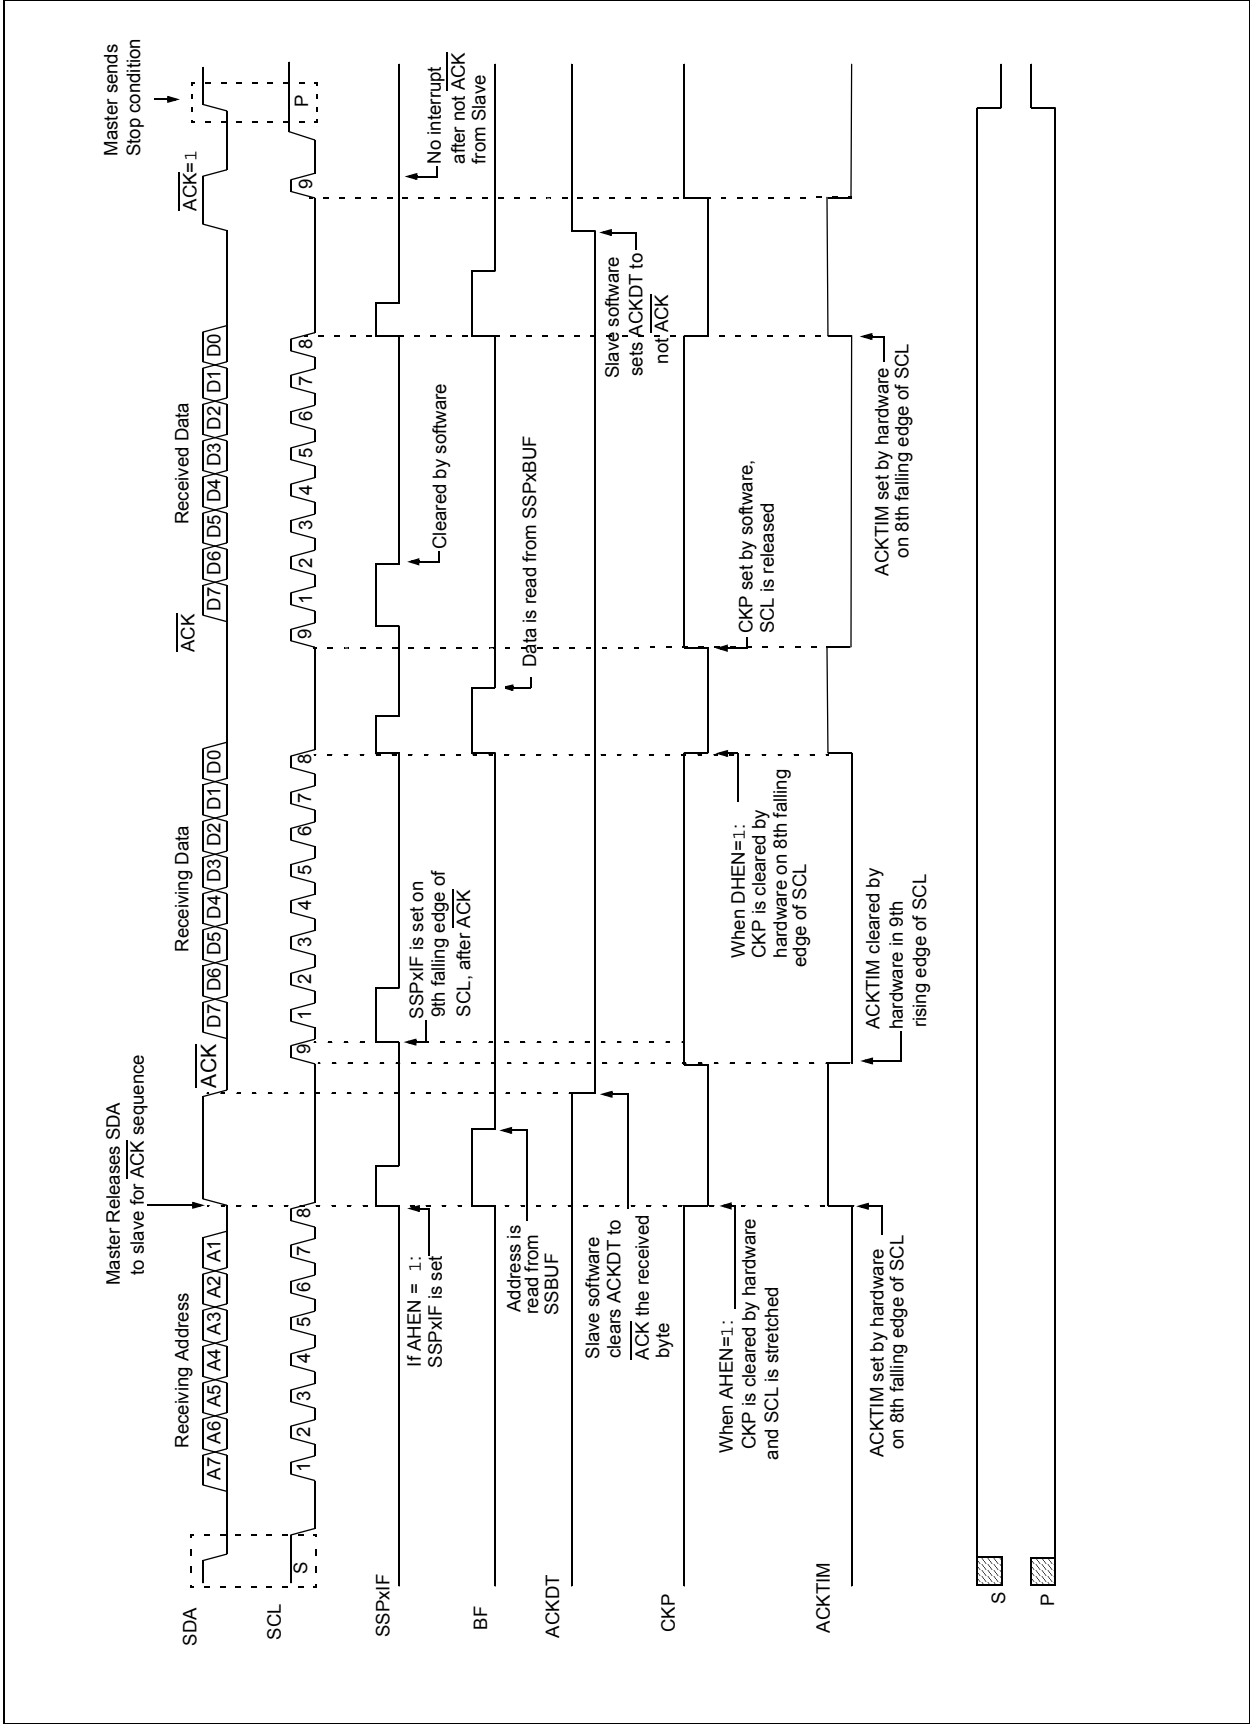 Master Releases SDA
to slave for ACK sequence
Master sends
Stop condition
Receiving Address
Receiving Data
Received Data
ACK
ACK
ACK=1
SDA
A7 A6 A5 A4 A3 A2 A1
D7 D6 D5 D4 D3 D2 D1 D0
D7 D6 D5 D4 D3 D2 D1 D0
SCL
S
1 2 3 4 5 6 7 8
9 1 2 3 4 5 6 7 8
9 1 2 3 4 5 6 7 8
9
P
SSPxIF
If AHEN = 1:
SSPxIF is set
SSPxIF is set on
9th falling edge of
SCL, after ACK
Cleared by software
No interrupt
after not ACK
from Slave
BF
Address is
read from
SSBUF
Data is read from SSPxBUF
ACKDT
Slave software
clears ACKDT to
ACK the received
byte
Slave software
sets ACKDT to
not ACK
CKP
When AHEN=1:
CKP is cleared by hardware
and SCL is stretched
When DHEN=1:
CKP is cleared by
hardware on 8th falling
edge of SCL
CKP set by software,
SCL is released
ACKTIM
ACKTIM set by hardware
on 8th falling edge of SCL
ACKTIM cleared by
hardware in 9th
rising edge of SCL
ACKTIM set by hardware
on 8th falling edge of SCL
S
P